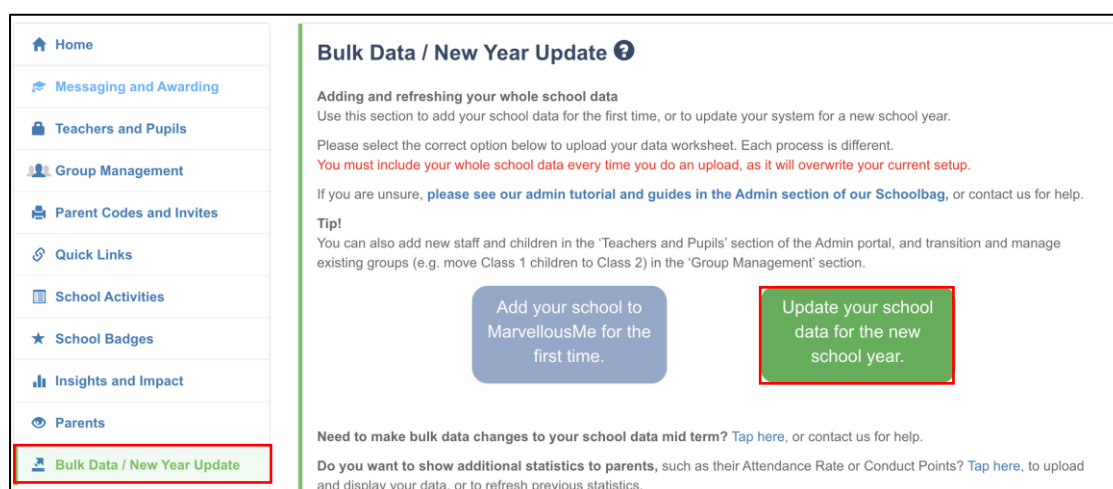 Home
Messaging and Awarding
Teachers and Pupils
Group Management
Parent Codes and Invites
Quick Links
School Activities
School Badges
Insights and Impact
Parents
Bulk Data / New Year Update
Bulk Data / New Year Update ?
Adding and refreshing your whole school data
Use this section to add your school data for the first time, or to update your system for a new school year.
Please select the correct option below to upload your data worksheet. Each process is different.
You must include your whole school data every time you do an upload, as it will overwrite your current setup.
If you are unsure, please see our admin tutorial and guides in the Admin section of our Schoolbag, or contact us for help.
Tip!
You can also add new staff and children in the 'Teachers and Pupils' section of the Admin portal, and transition and manage
existing groups (e.g. move Class 1 children to Class 2) in the 'Group Management' section.
Add your school to
MarvellousMe for the
first time.
Update your school
data for the new
school year.
Need to make bulk data changes to your school data mid term? Tap here, or contact us for help.
Do you want to show additional statistics to parents, such as their Attendance Rate or Conduct Points? Tap here, to upload
and display your data, or to refresh previous statistics.